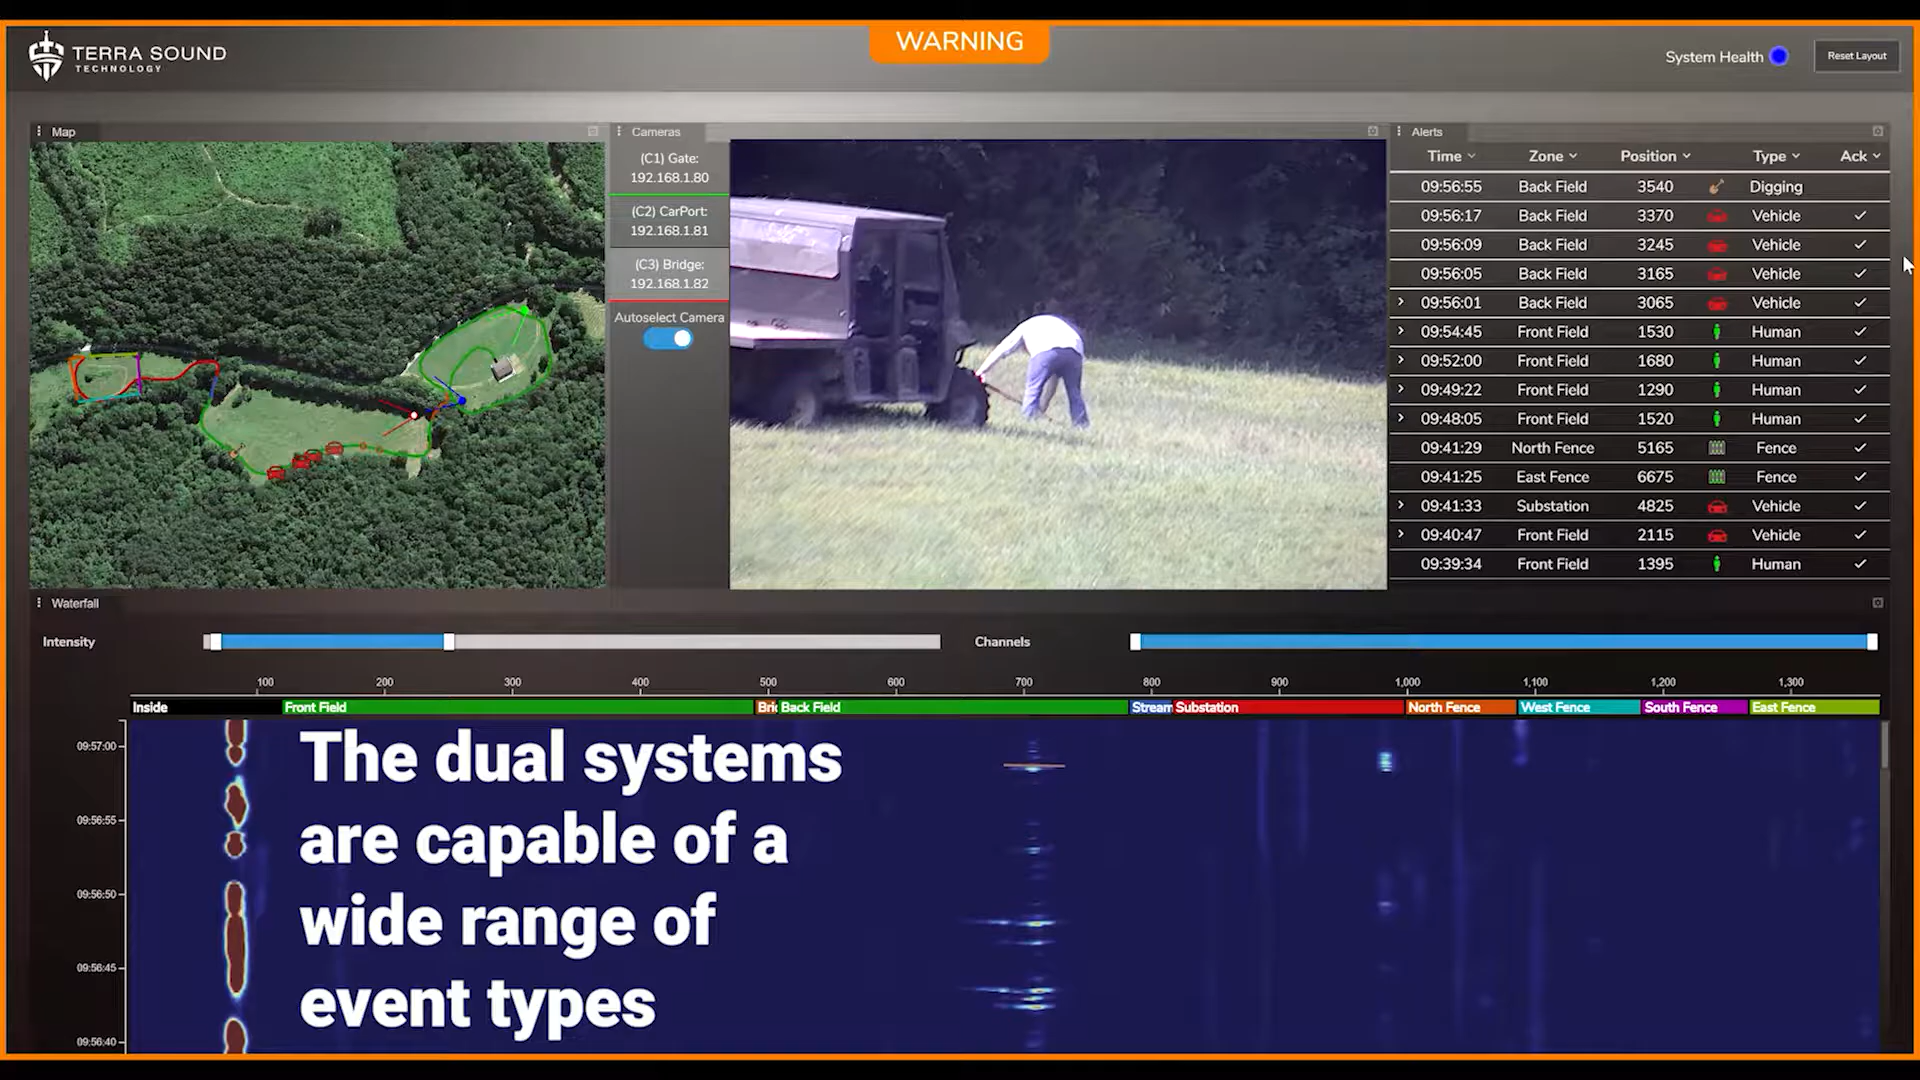 WARNING
TERRA SOUND
TECHNOLOGY
System Health
Reset Layout
Map
Cameras
(C1) Gate:
192.168.1.80
(C2) CarPort:
192.168.1.81
(C3) Bridge:
192.168.1.82
Autoselect Camera
Alerts
Time Zone Position Type Ack
09:56:55 Back Field 3540 Digging
09:56:17 Back Field 3370 Vehicle
09:56:09 Back Field 3245 Vehicle
09:56:05 Back Field 3165 Vehicle
09:56:01 Back Field 3065 Vehicle
09:54:45 Front Field 1530 Human
09:52:00 Front Field 1680 Human
09:49:22 Front Field 1290 Human
09:48:05 Front Field 1520 Human
09:41:29 North Fence 5165 Fence
09:41:25 East Fence 6675 Fence
09:41:33 Substation 4825 Vehicle
09:40:47 Front Field 2115 Vehicle
09:39:34 Front Field 1395 Human
Waterfall
Intensity
Channels
100 200 300 400 500 600 700 800 900 1,000 1,100 1,200 1,300
Inside Front Field Bric Back Field Stream Substation North Fence West Fence South Fence East Fence
09:57:00
09:56:55
09:56:50
09:56:45
09:56:40
The dual systems
are capable of a
wide range of
event types